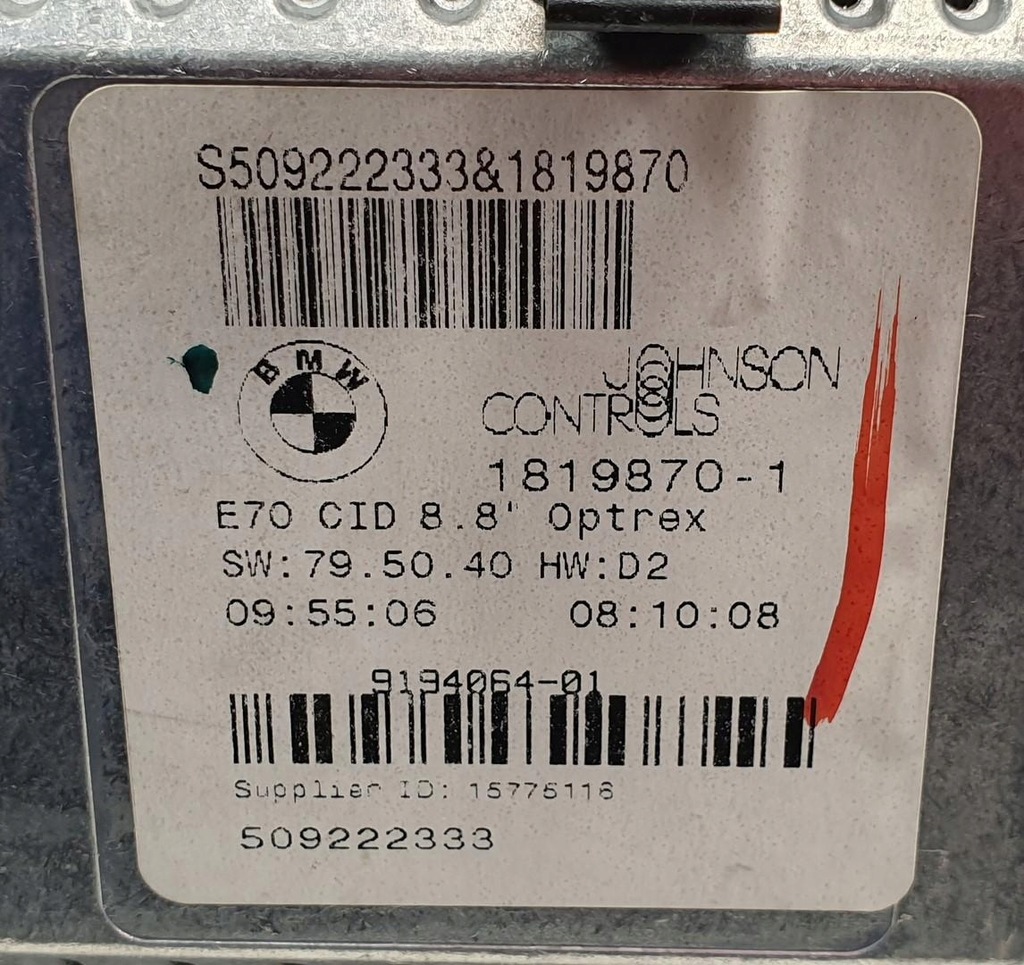 S509222333&1819870
BMW
JOHNSON
CONTROLS
1819870-1
E70 CID 8.8' Optrex
SW:79.50.40 HW:D2
09:55:06 08:10:08
9194064-01
Supplier ID: 15775116
509222333